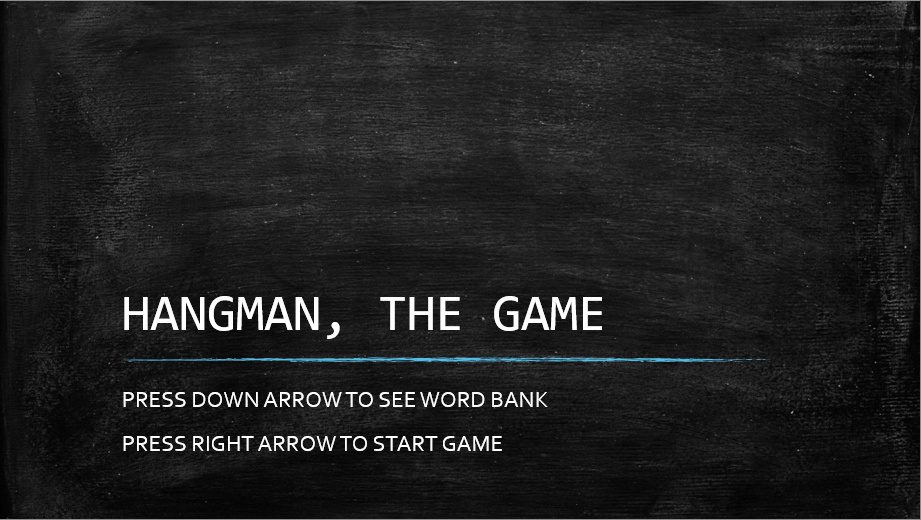 HANGMAN, THE GAME
PRESS DOWN ARROW TO SEE WORD BANK
PRESS RIGHT ARROW TO START GAME